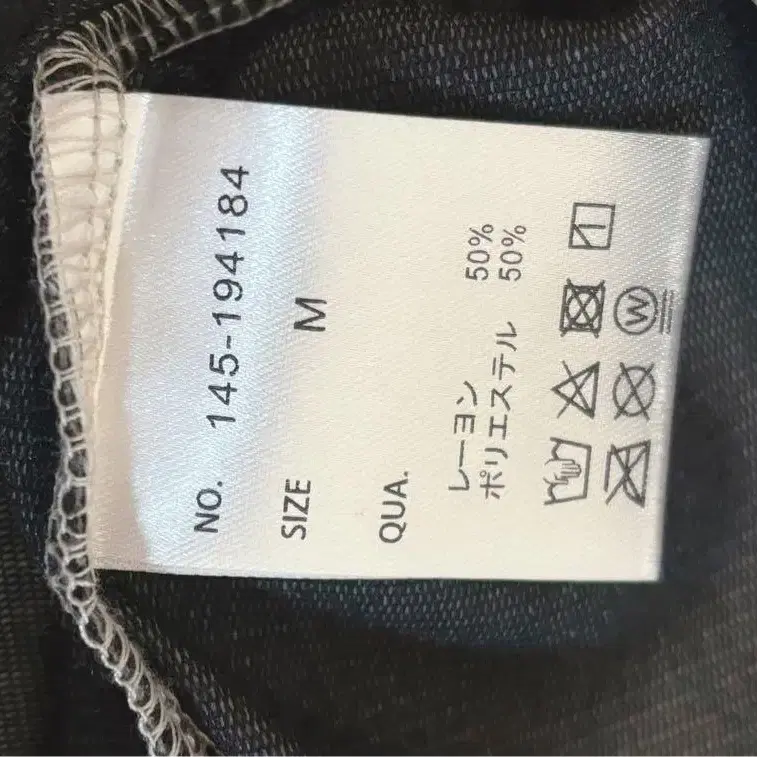 NO. 145-194184
SIZE M
QUA.
レーヨン 50%
ポリエステル 50%
W